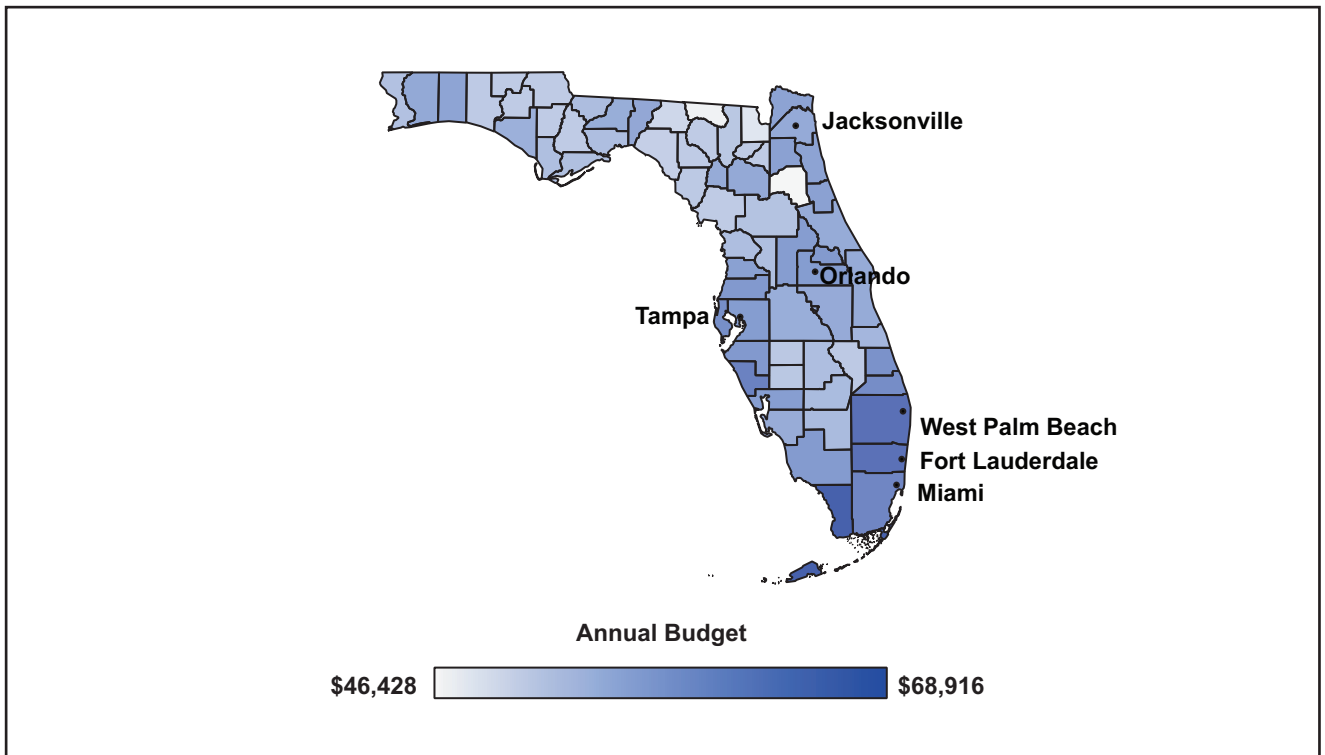 Jacksonville
Orlando
Tampa
West Palm Beach
Fort Lauderdale
Miami
Annual Budget
$46,428
$68,916